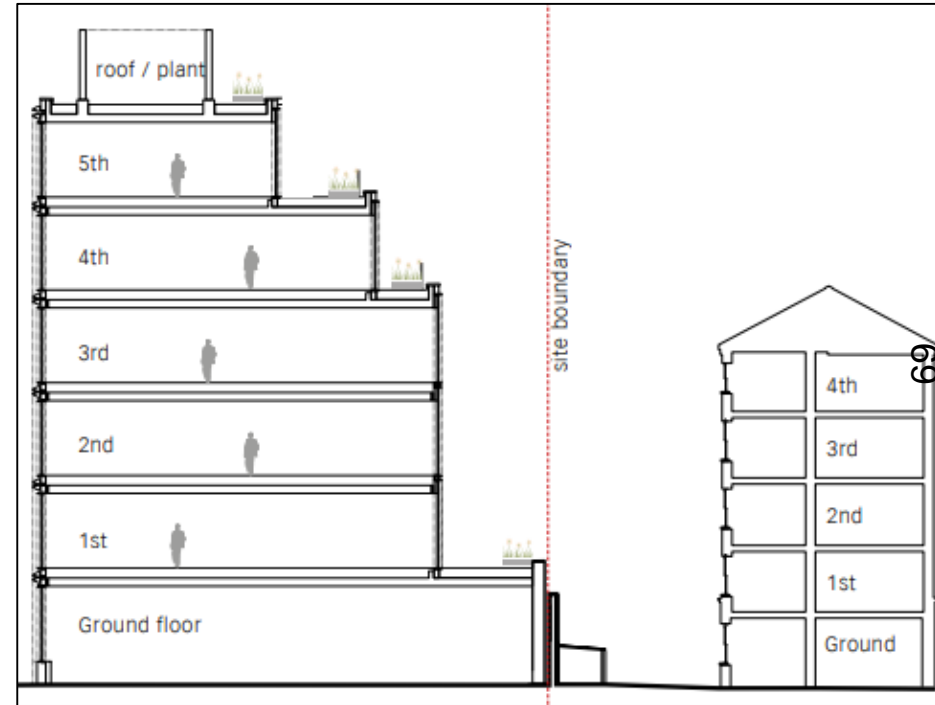 roof / plant
5th
4th
3rd
2nd
1st
Ground floor
site boundary
69
4th
3rd
2nd
1st
Ground